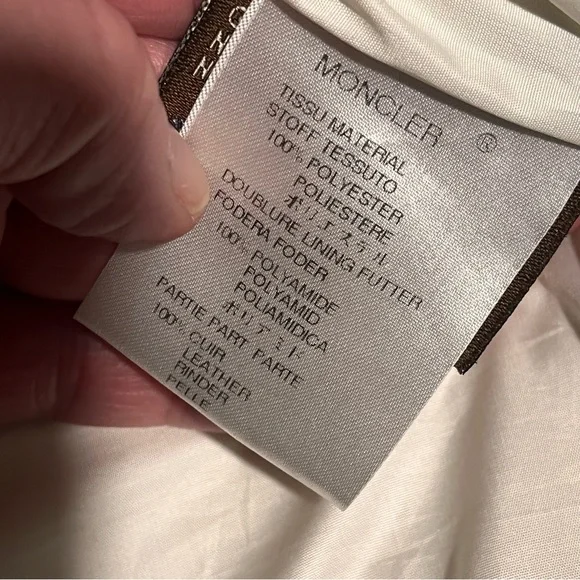 MONCLER ®
TISSU MATERIAL
STOFF TESSUTO
100% POLYESTER
POLIESTERE
ポリエステル
DOUBLURE LINING FUTTER
FODERA FODER
100% POLYAMIDE
POLYAMID
POLIAMIDICA
ポリアミド
PARTIE PART PARTE
100% CUIR
LEATHER
RINDER
PELLE